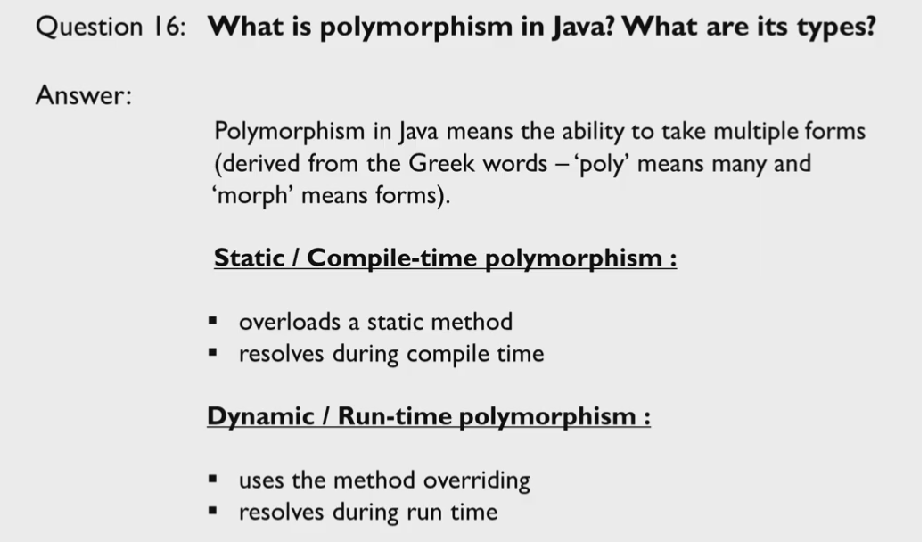 Question 16: What is polymorphism in Java? What are its types?
Answer:
Polymorphism in Java means the ability to take multiple forms
(derived from the Greek words – ‘poly’ means many and
‘morph’ means forms).
Static / Compile-time polymorphism :
▪ overloads a static method
▪ resolves during compile time
Dynamic / Run-time polymorphism :
▪ uses the method overriding
▪ resolves during run time